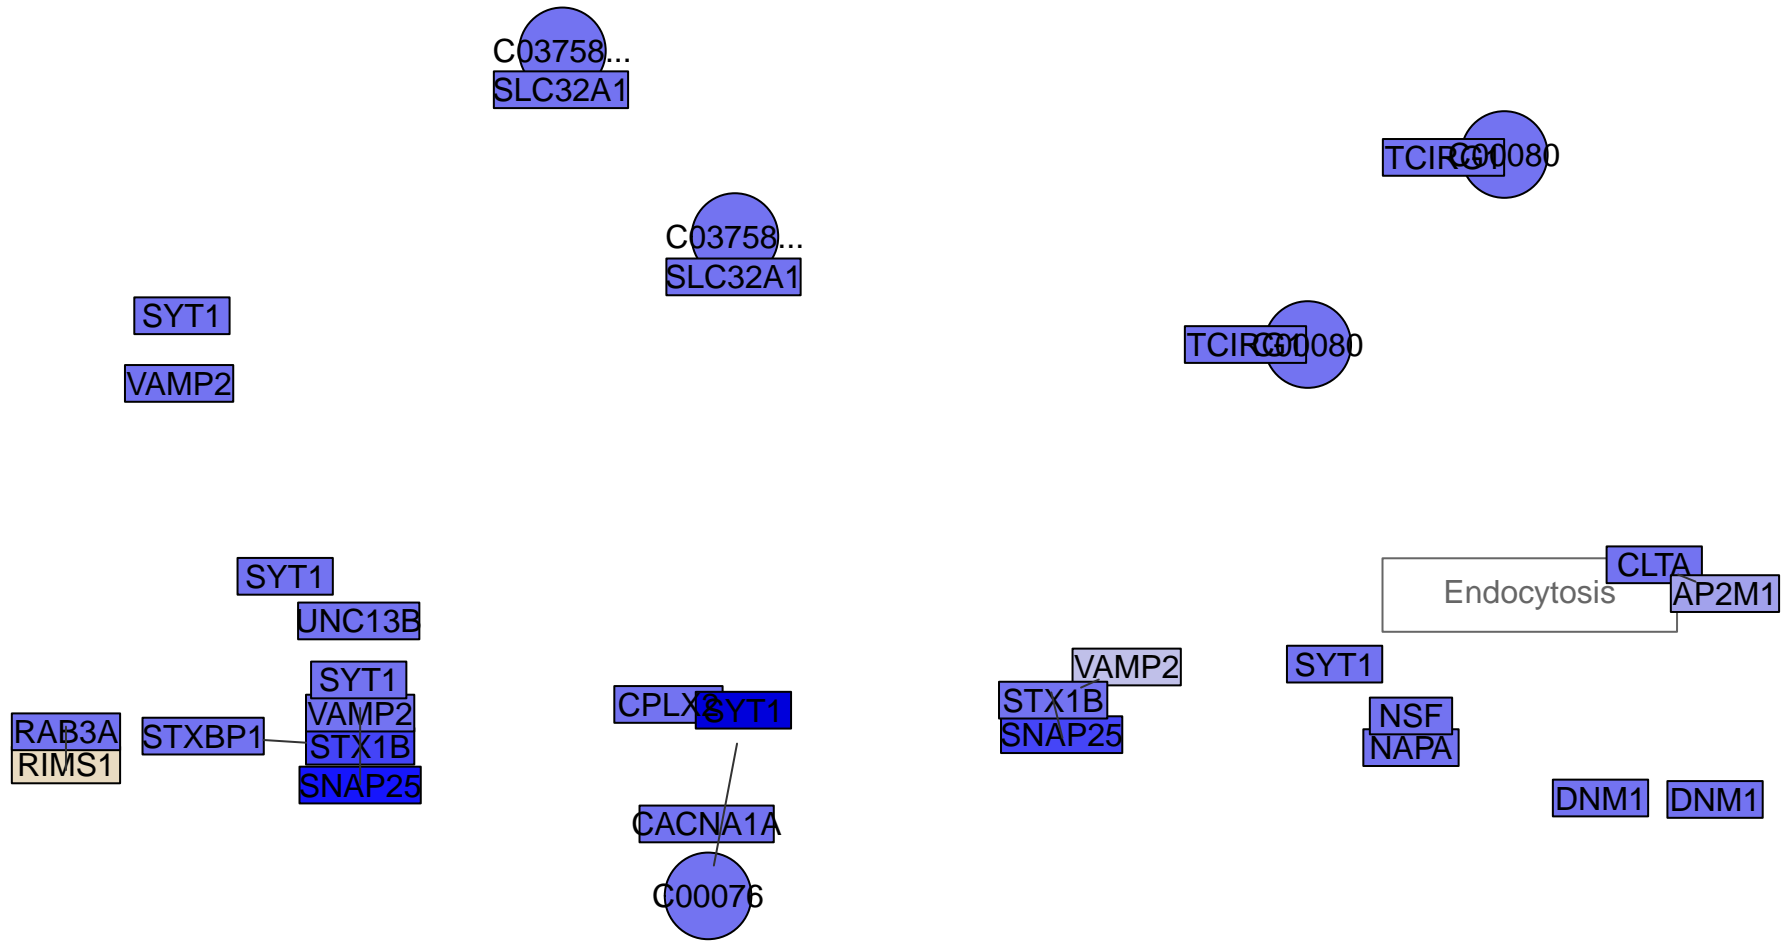 C03758...
SLC32A1
TCIRG1
C00080
C03758...
SLC32A1
SYT1
TCIRG1
C00080
VAMP2
SYT1
CLTA
Endocytosis
AP2M1
UNC13B
SYT1
VAMP2
SYT1
CPLX2
SYT1
STX1B
VAMP2
NSF
RAB3A
STXBP1
STX1B
SNAP25
NAPA
RIMS1
SNAP25
DNM1
DNM1
CACNA1A
C00076